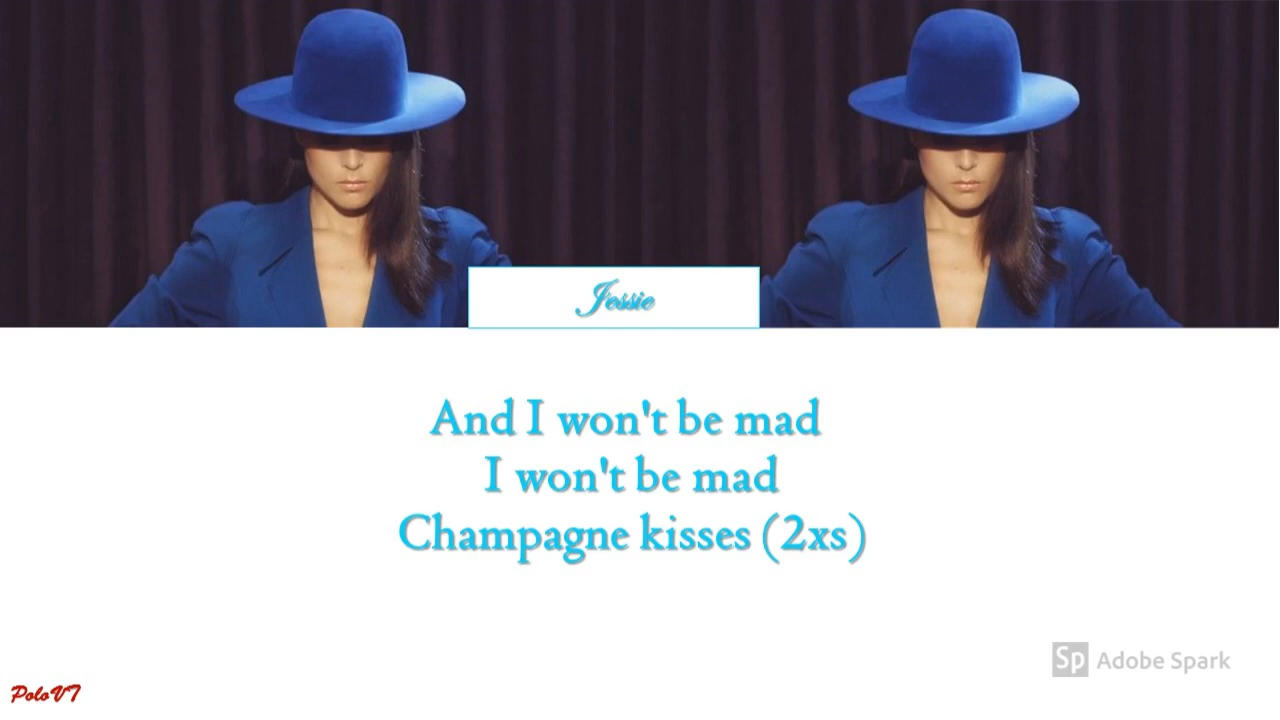 Jessie
And I won't be mad
I won't be mad
Champagne kisses (2xs)
Sp Adobe Spark
PoloVT